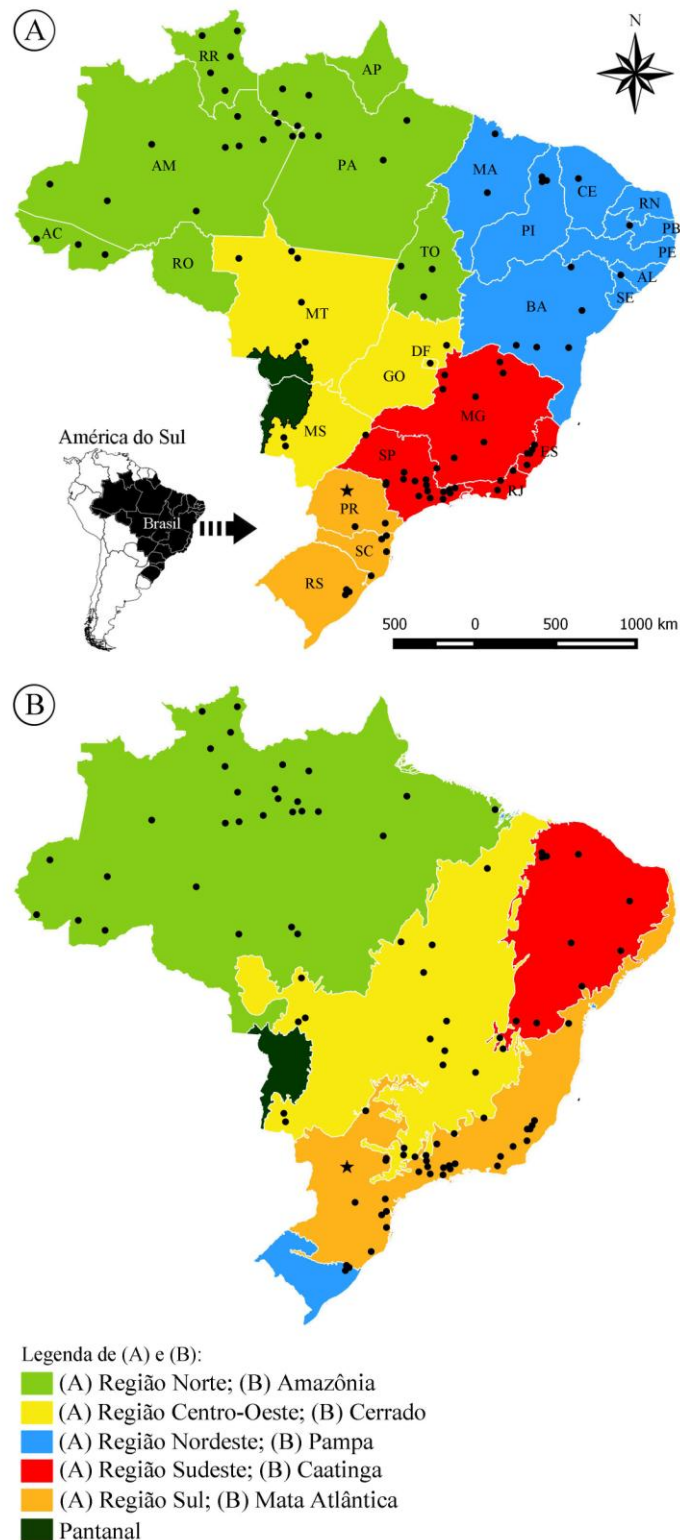 A
N
RR
AP
AM
PA
MA
CE
RN
PB
PE
AL
SE
PI
AC
RO
TO
BA
MT
DF
GO
MG
ES
MS
SP
RJ
PR
SC
RS
América do Sul
Brasil
500 0 500 1000 km
B
Legenda de (A) e (B):
(A) Região Norte; (B) Amazônia
(A) Região Centro-Oeste; (B) Cerrado
(A) Região Nordeste; (B) Pampa
(A) Região Sudeste; (B) Caatinga
(A) Região Sul; (B) Mata Atlântica
Pantanal